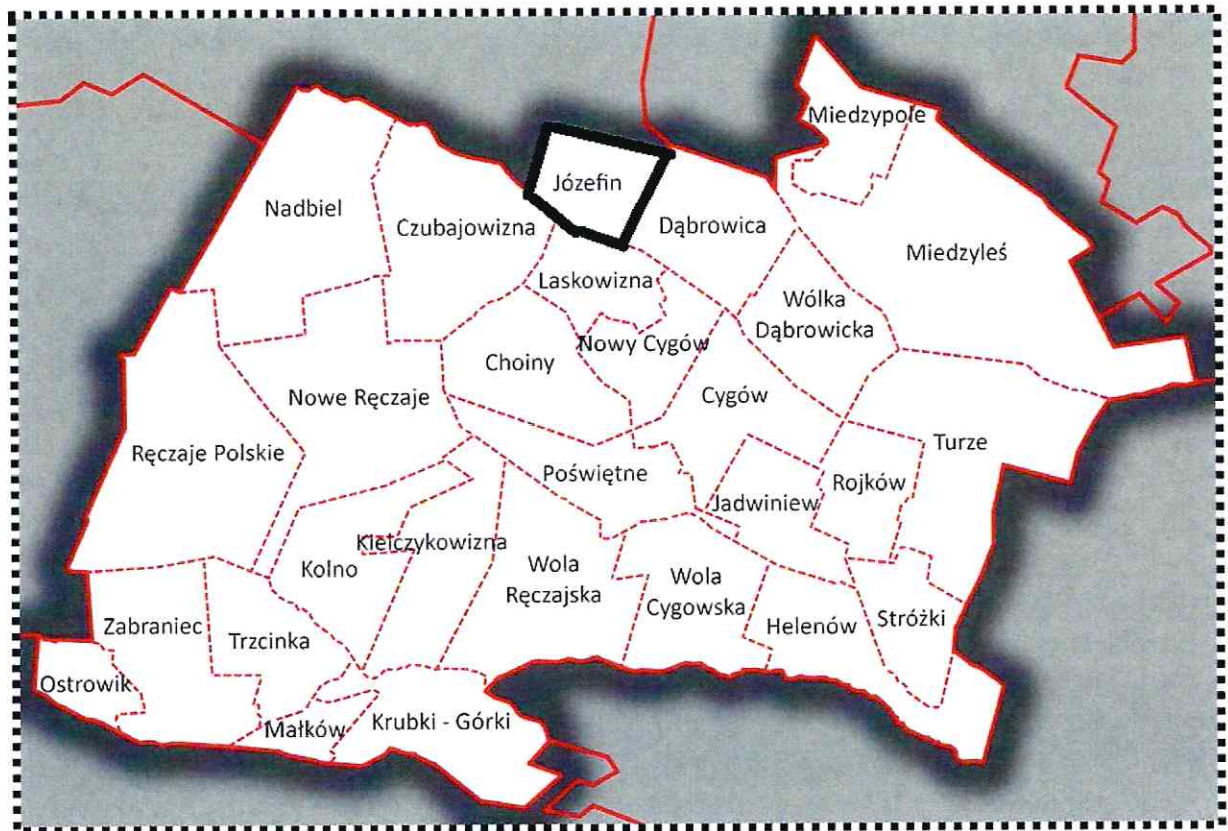 Miedzypole
Józefin
Nadbiel
Czubajowizna
Dąbrowica
Miedzyleś
Laskowizna
Wólka
Dąbrowicka
Nowy Cygów
Choiny
Nowe Ręczaje
Cygów
Ręczaje Polskie
Turze
Poświętne
Jadwiniew
Rojków
Kiełczykowizna
Kolno
Wola
Ręczajska
Wola
Cygowska
Zabraniec
Trzcinka
Helenów
Stróżki
Ostrowik
Małków
Krubki - Górki